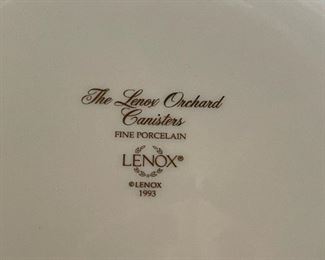 The Lenox Orchard
Canisters
FINE PORCELAIN
LENOX®
©LENOX
1993